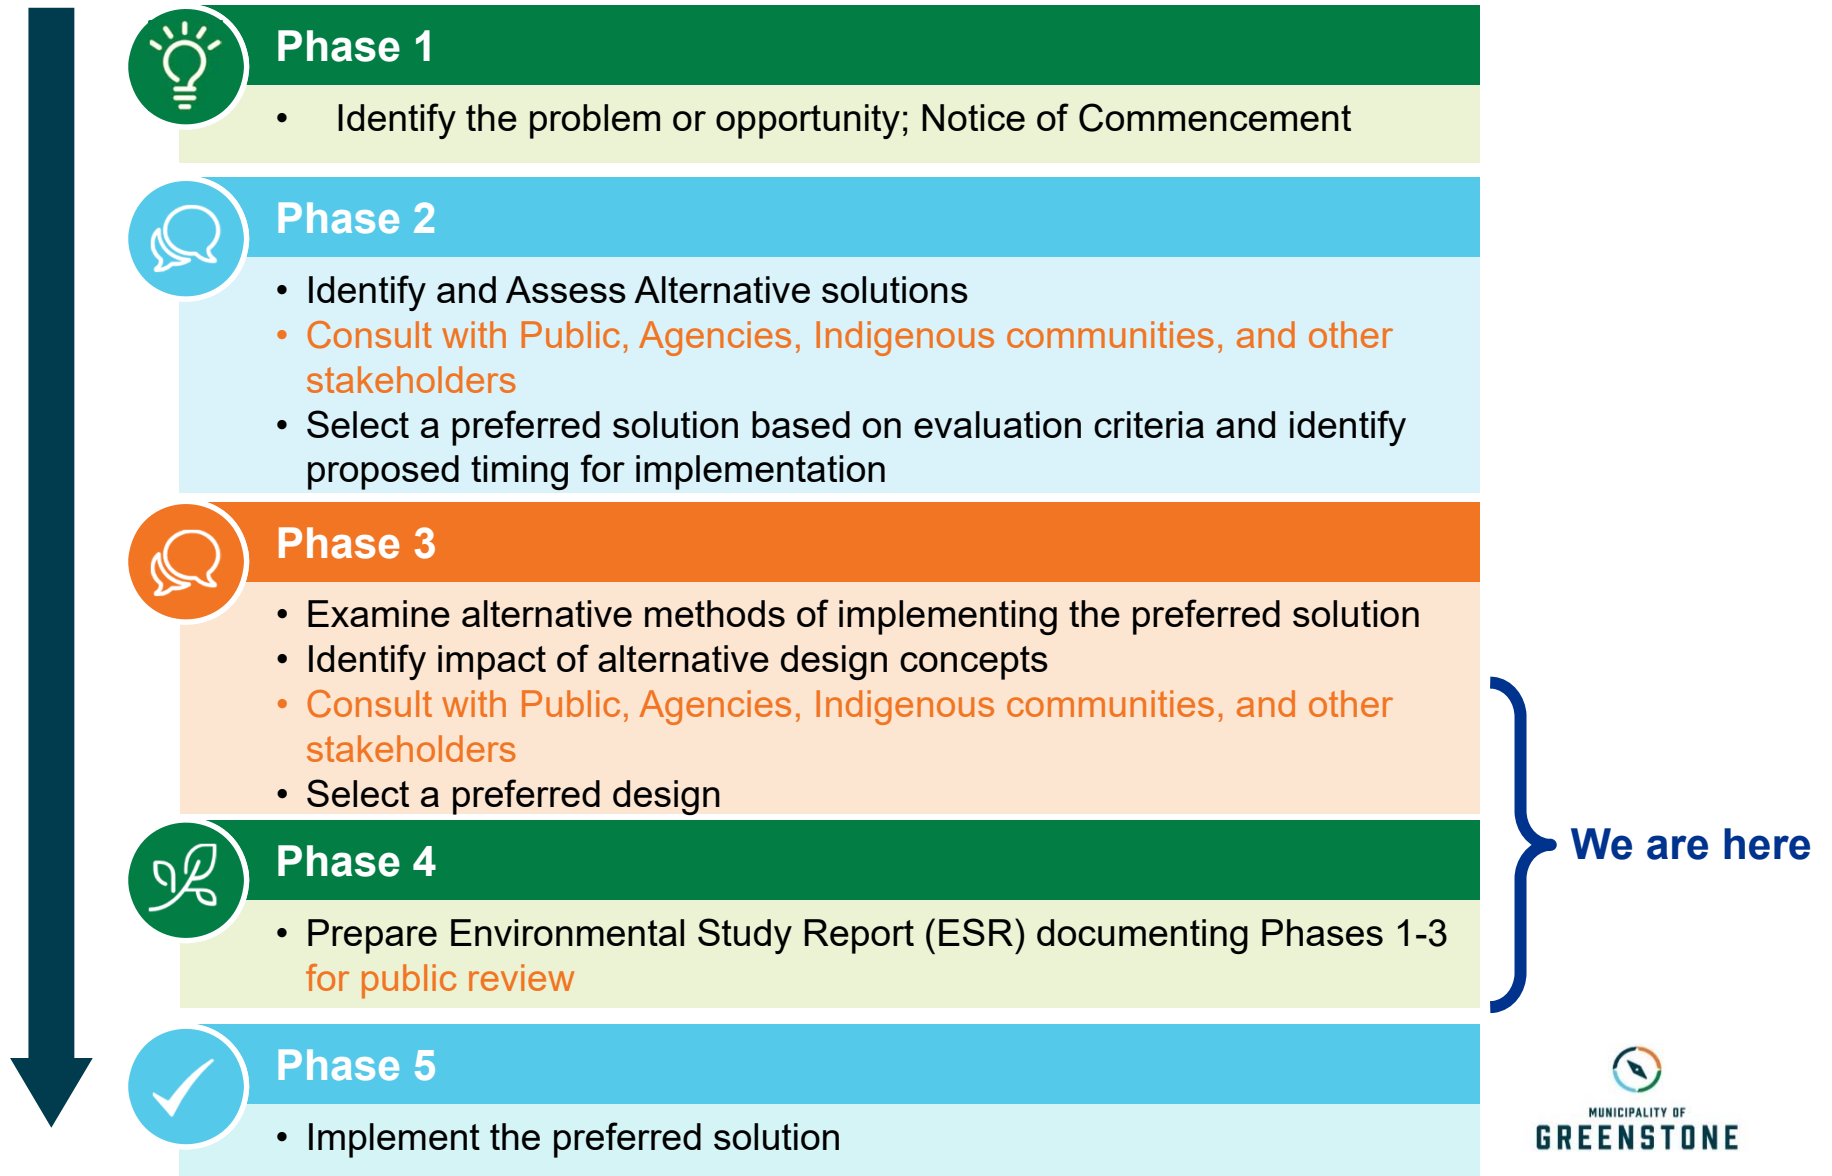 Phase 1
• Identify the problem or opportunity; Notice of Commencement
Phase 2
• Identify and Assess Alternative solutions
• Consult with Public, Agencies, Indigenous communities, and other
stakeholders
• Select a preferred solution based on evaluation criteria and identify
proposed timing for implementation
Phase 3
• Examine alternative methods of implementing the preferred solution
• Identify impact of alternative design concepts
• Consult with Public, Agencies, Indigenous communities, and other
stakeholders
• Select a preferred design
Phase 4
• Prepare Environmental Study Report (ESR) documenting Phases 1-3
for public review
We are here
Phase 5
• Implement the preferred solution
MUNICIPALITY OF
GREENSTONE